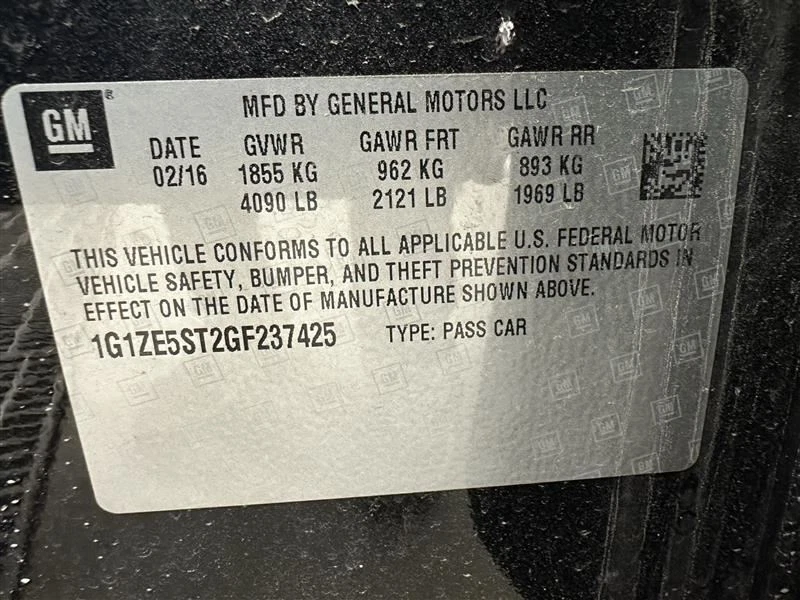 GM
MFD BY GENERAL MOTORS LLC
DATE GVWR GAWR FRT GAWR RR
02/16 1855 KG 962 KG 893 KG
4090 LB 2121 LB 1969 LB
THIS VEHICLE CONFORMS TO ALL APPLICABLE U.S. FEDERAL MOTOR
VEHICLE SAFETY, BUMPER, AND THEFT PREVENTION STANDARDS IN
EFFECT ON THE DATE OF MANUFACTURE SHOWN ABOVE.
1G1ZE5ST2GF237425 TYPE: PASS CAR